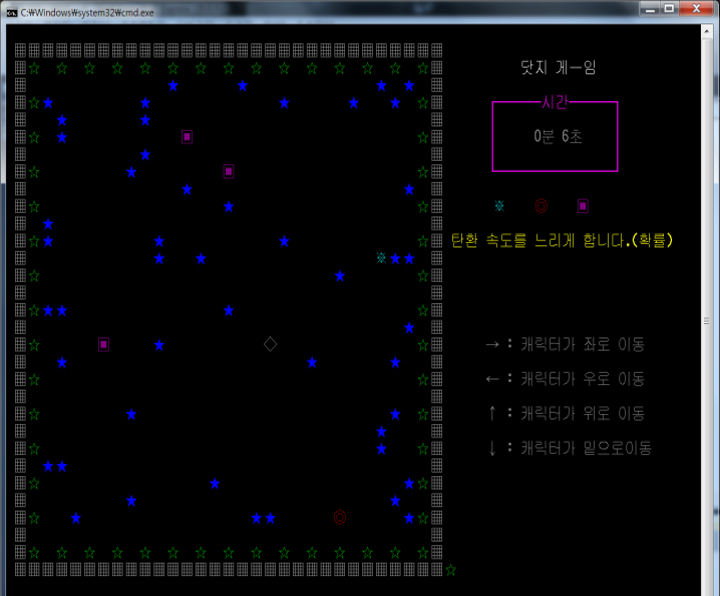 C:₩Windows₩system32₩cmd.exe
닷지 게임
시간
0분 6초
탄환 속도를 느리게 합니다.(확률)
→ : 캐릭터가 좌로 이동
← : 캐릭터가 우로 이동
↑ : 캐릭터가 위로 이동
↓ : 캐릭터가 밑으로이동